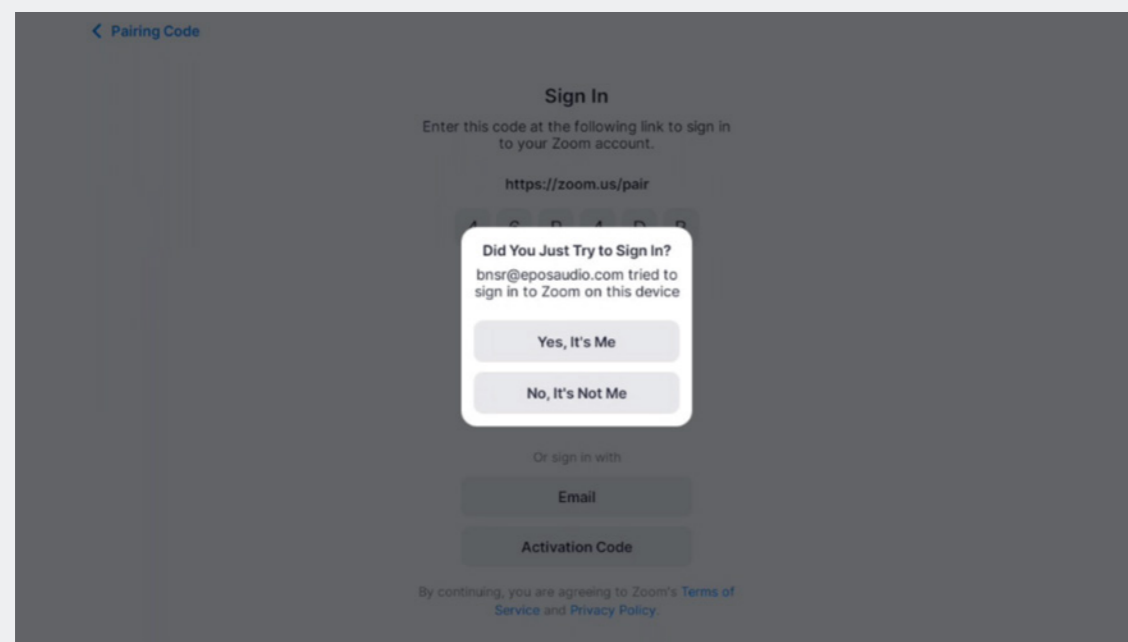 Pairing Code
Sign In
Enter this code at the following link to sign in
to your Zoom account.
https://zoom.us/pair
Did You Just Try to Sign In?
bnsr@eposaudio.com tried to
sign in to Zoom on this device
Yes, It's Me
No, It's Not Me
Or sign in with
Email
Activation Code
By continuing, you are agreeing to Zoom's Terms of
Service and Privacy Policy.